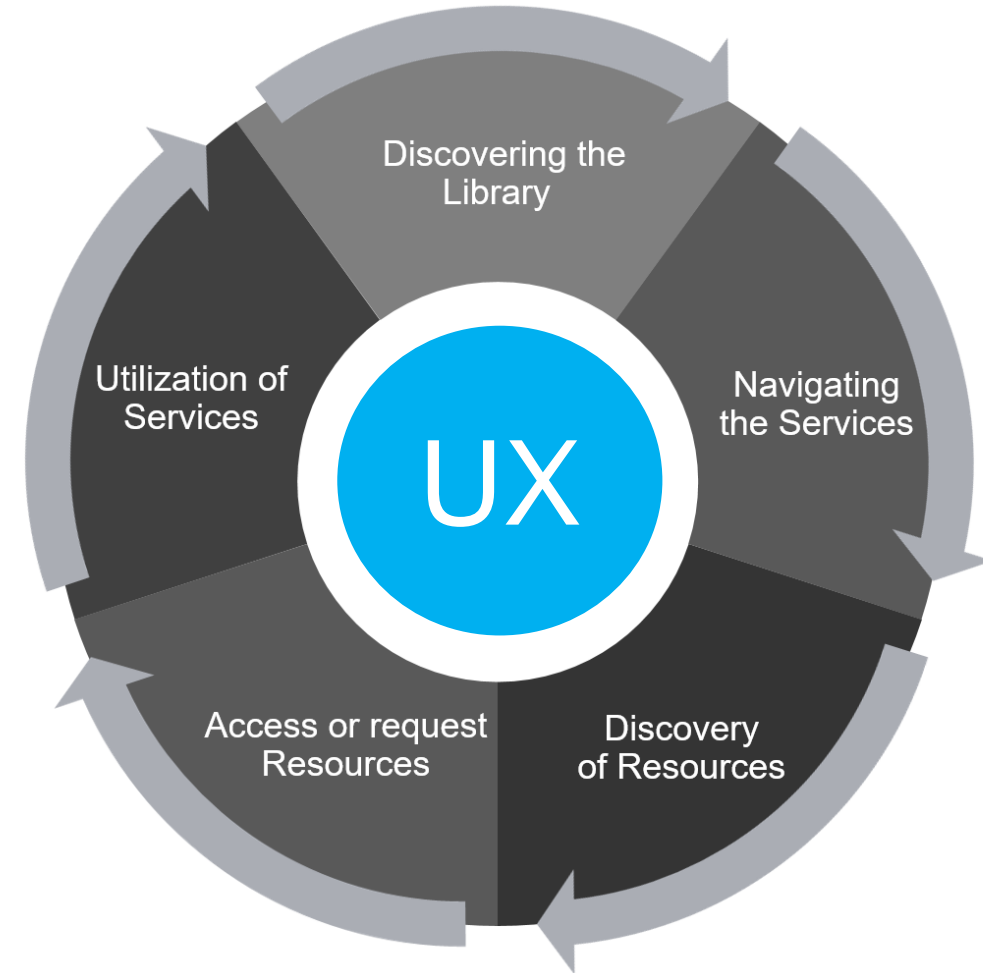 Discovering the
Library
Navigating
the Services
Discovery
of Resources
Access or request
Resources
Utilization of
Services
UX